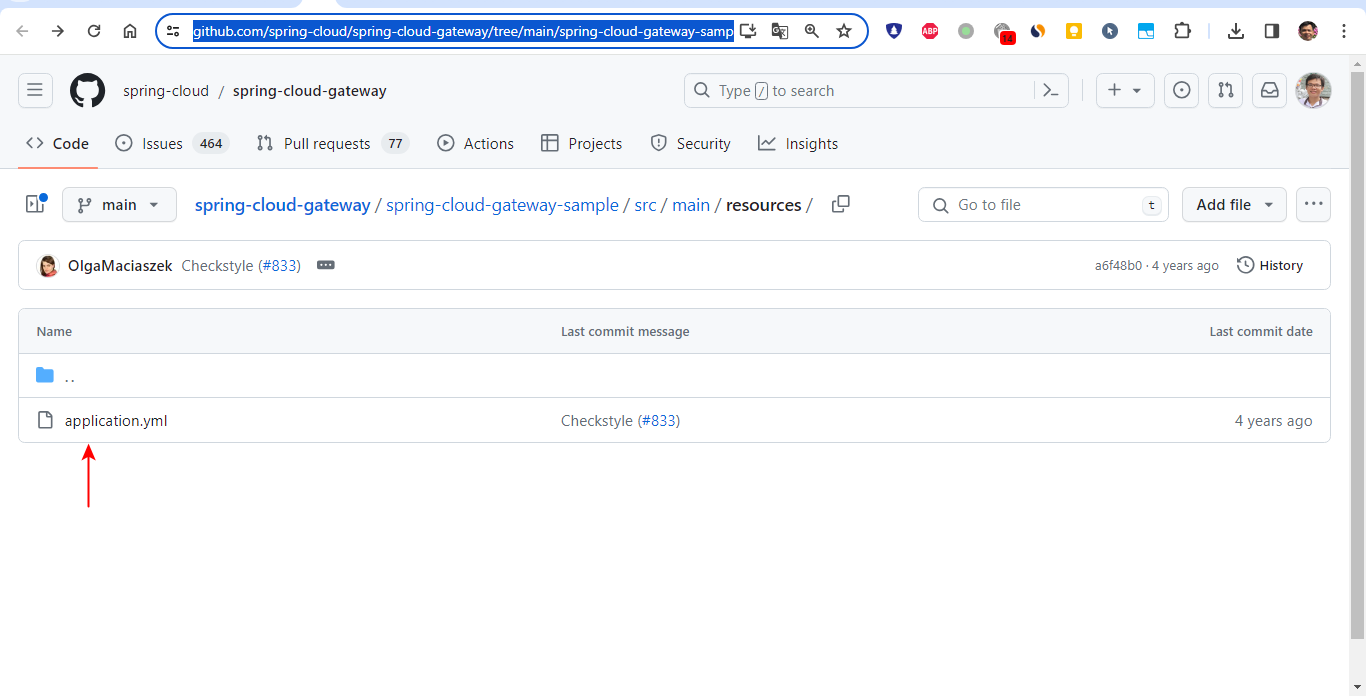 github.com/spring-cloud/spring-cloud-gateway/tree/main/spring-cloud-gateway-samp
ABP
14
spring-cloud / spring-cloud-gateway
Type / to search
Code
Issues 464
Pull requests 77
Actions
Projects
Security
Insights
main
spring-cloud-gateway / spring-cloud-gateway-sample / src / main / resources /
Go to file t
Add file
OlgaMaciaszek Checkstyle (#833)
a6f48b0 · 4 years ago
History
Name Last commit message Last commit date
..
application.yml Checkstyle (#833) 4 years ago